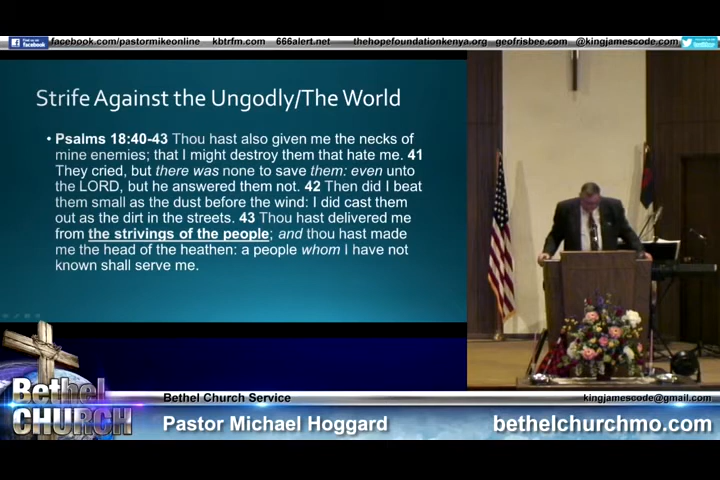 Find us on facebook
facebook.com/pastormikeonline kbtrfm.com 666alert.net thehopefoundationkenya.org geofrisbee.com @kingjamescode.com twitter
Strife Against the Ungodly/The World
• Psalms 18:40-43 Thou hast also given me the necks of
mine enemies; that I might destroy them that hate me. 41
They cried, but there was none to save them: even unto
the LORD, but he answered them not. 42 Then did I beat
them small as the dust before the wind: I did cast them
out as the dirt in the streets. 43 Thou hast delivered me
from the strivings of the people; and thou hast made
me the head of the heathen: a people whom I have not
known shall serve me.
Bethel
CHURCH
Bethel Church Service
kingjamescode@gmail.com
Pastor Michael Hoggard
bethelchurchmo.com